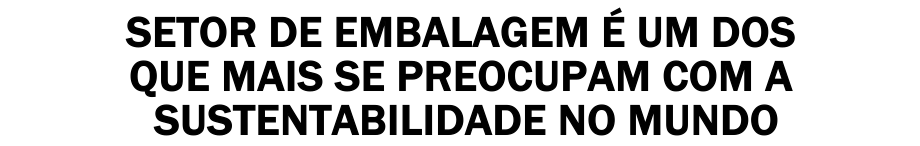 SETOR DE EMBALAGEM É UM DOS
QUE MAIS SE PREOCUPAM COM A
SUSTENTABILIDADE NO MUNDO